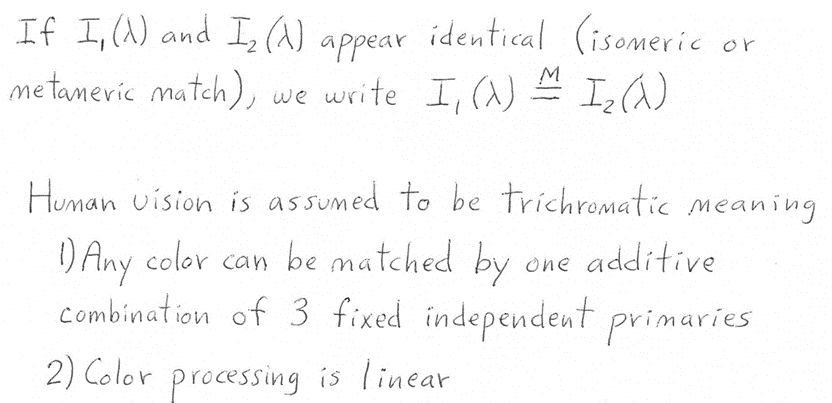 If I₁(λ) and I₂(λ) appear identical (isomeric or
metameric match), we write I₁(λ) ≝ᴹ I₂(λ)
Human vision is assumed to be trichromatic meaning
1) Any color can be matched by one additive
combination of 3 fixed independent primaries
2) Color processing is linear